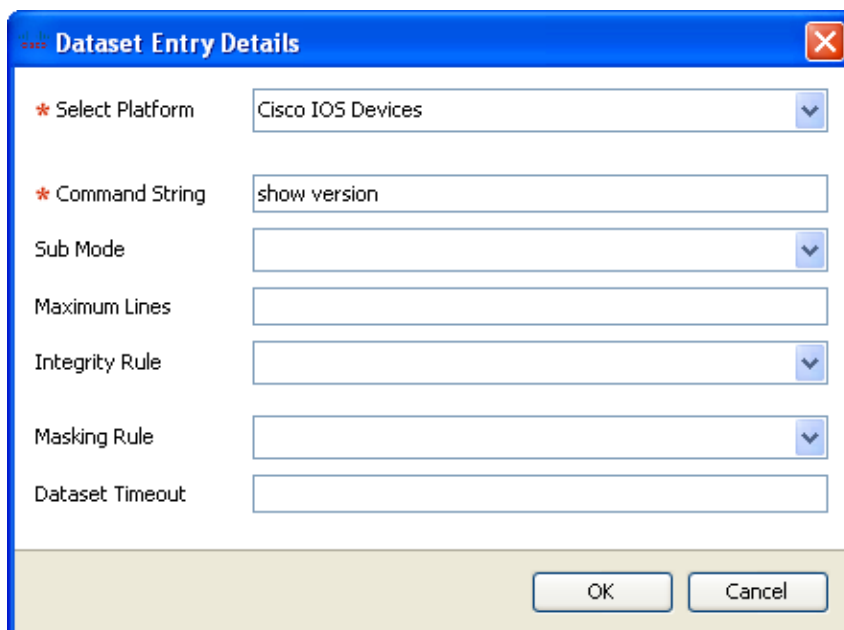 Dataset Entry Details
* Select Platform Cisco IOS Devices
* Command String show version
Sub Mode
Maximum Lines
Integrity Rule
Masking Rule
Dataset Timeout
OK Cancel